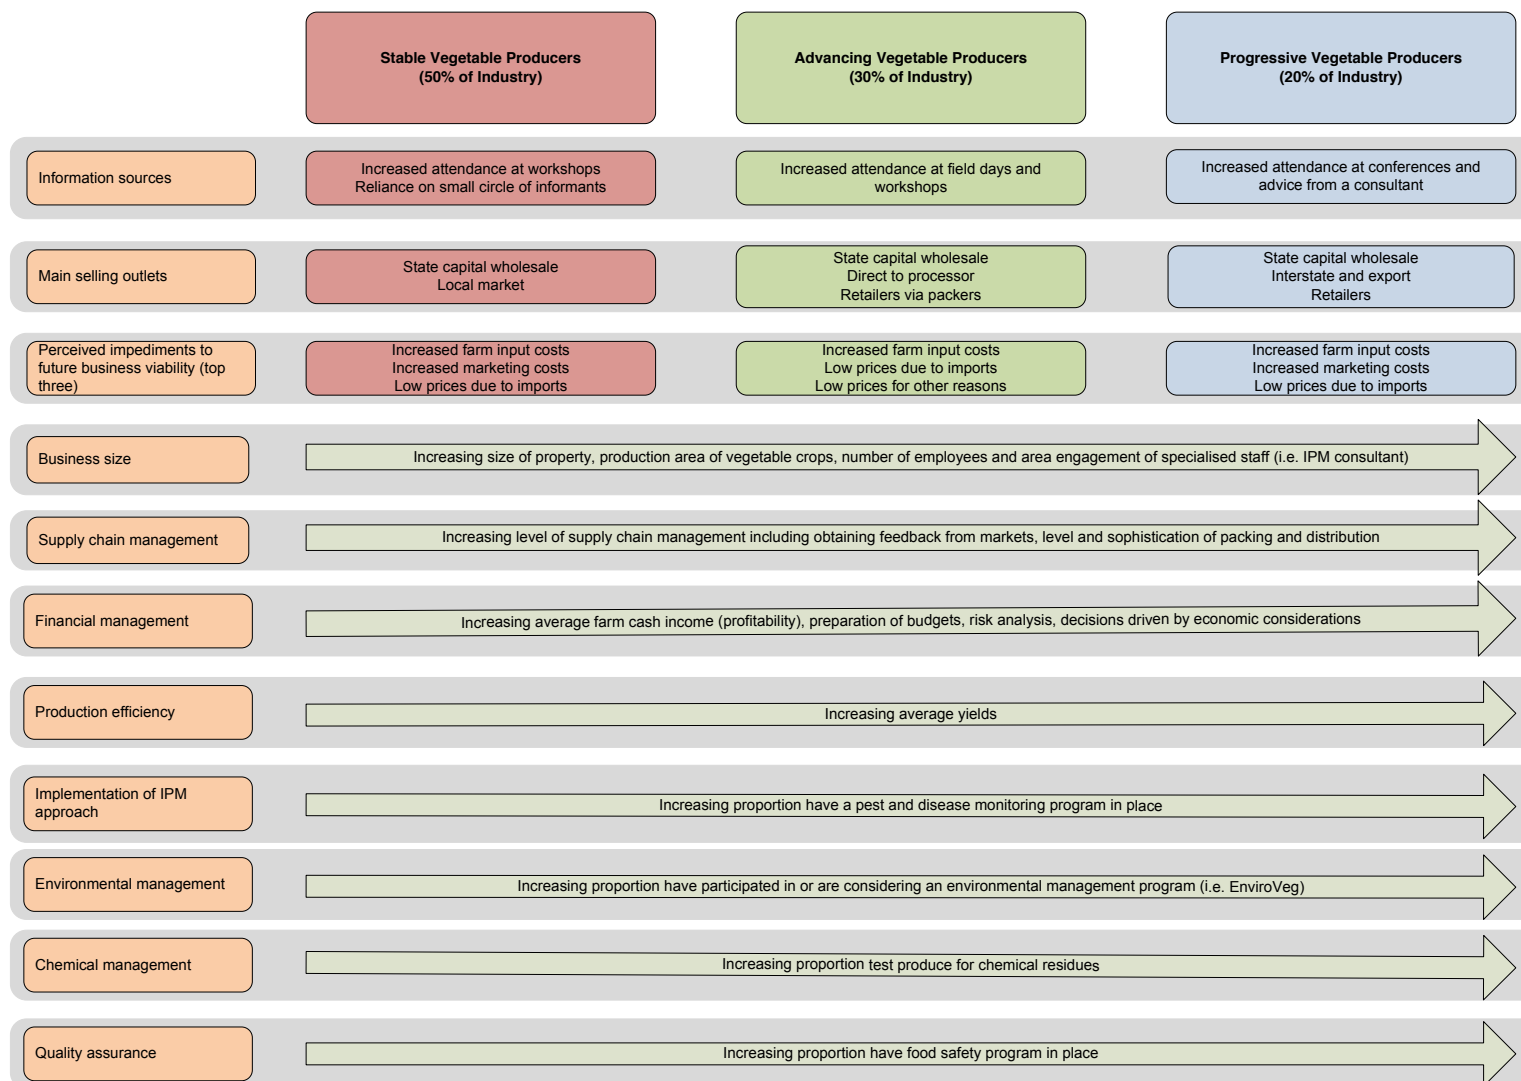 Stable Vegetable Producers
(50% of Industry)
Advancing Vegetable Producers
(30% of Industry)
Progressive Vegetable Producers
(20% of Industry)
Information sources
Increased attendance at workshops
Reliance on small circle of informants
Increased attendance at field days and
workshops
Increased attendance at conferences and
advice from a consultant
Main selling outlets
State capital wholesale
Local market
State capital wholesale
Direct to processor
Retailers via packers
State capital wholesale
Interstate and export
Retailers
Perceived impediments to
future business viability (top
three)
Increased farm input costs
Increased marketing costs
Low prices due to imports
Increased farm input costs
Low prices due to imports
Low prices for other reasons
Increased farm input costs
Increased marketing costs
Low prices due to imports
Business size
Increasing size of property, production area of vegetable crops, number of employees and area engagement of specialised staff (i.e. IPM consultant)
Supply chain management
Increasing level of supply chain management including obtaining feedback from markets, level and sophistication of packing and distribution
Financial management
Increasing average farm cash income (profitability), preparation of budgets, risk analysis, decisions driven by economic considerations
Production efficiency
Increasing average yields
Implementation of IPM
approach
Increasing proportion have a pest and disease monitoring program in place
Environmental management
Increasing proportion have participated in or are considering an environmental management program (i.e. EnviroVeg)
Chemical management
Increasing proportion test produce for chemical residues
Quality assurance
Increasing proportion have food safety program in place